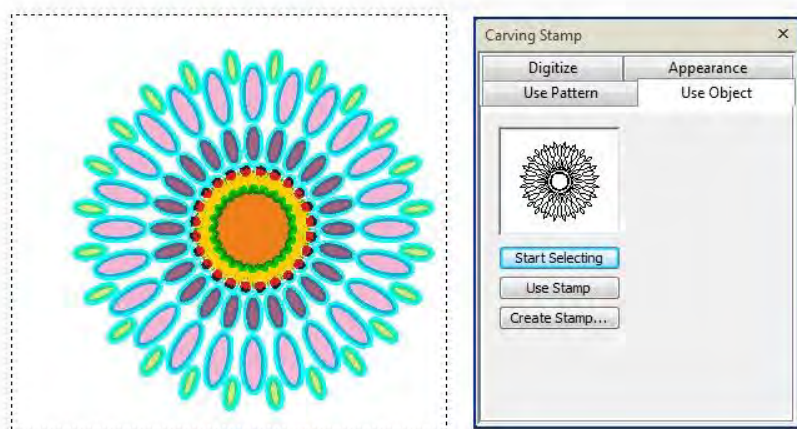 Carving Stamp
Digitize Appearance
Use Pattern Use Object
Start Selecting
Use Stamp
Create Stamp...